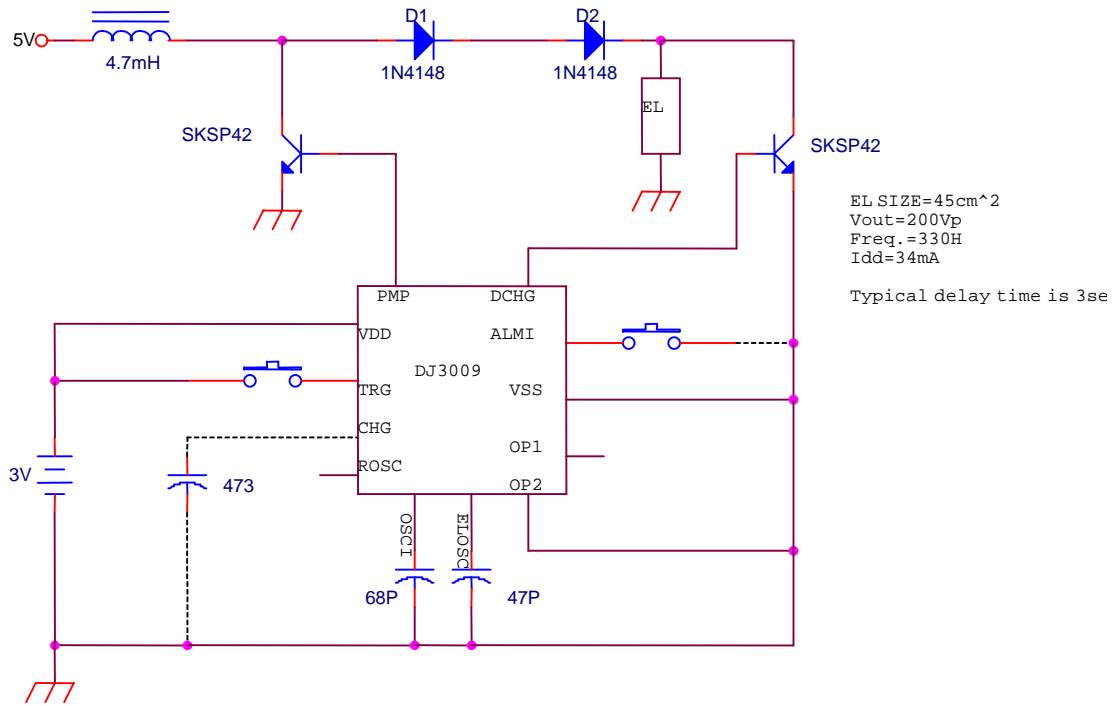 D1
D2
5V
4.7mH
1N4148
1N4148
EL
SKSP42
SKSP42
EL SIZE=45cm^2
Vout=200Vp
Freq.=330H
Idd=34mA
Typical delay time is 3se
PMP
DCHG
VDD
ALMI
DJ3009
TRG
VSS
CHG
OP1
ROSC
OP2
3V
473
OSCI
ELOSC
68P
47P